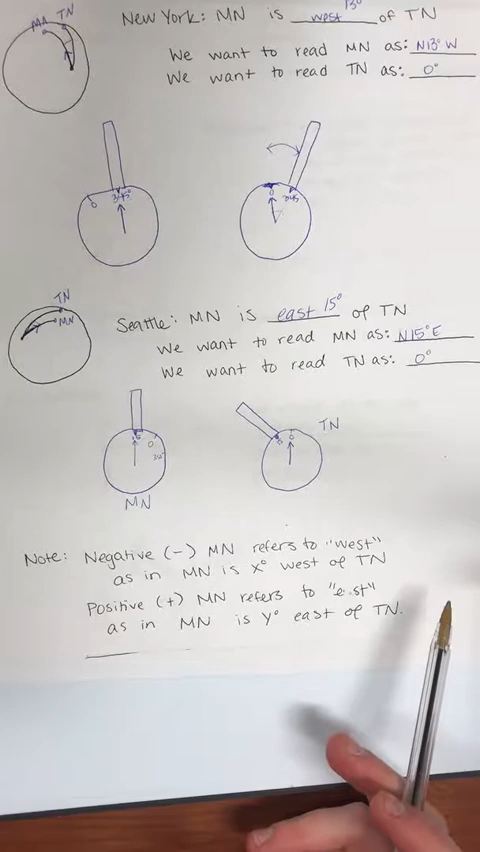 MN TN
New York: MN is west 13° of TN
We want to read MN as: N13° W
We want to read TN as: 0°
0 345°
0 345
TN
MN
Seattle: MN is east 15° of TN
We want to read MN as: N15°E
We want to read TN as: 0°
15 0
0
TN
MN
Note: Negative (-) MN refers to "west"
as in MN is x° west of TN
Positive (+) MN refers to "east"
as in MN is y° east of TN.